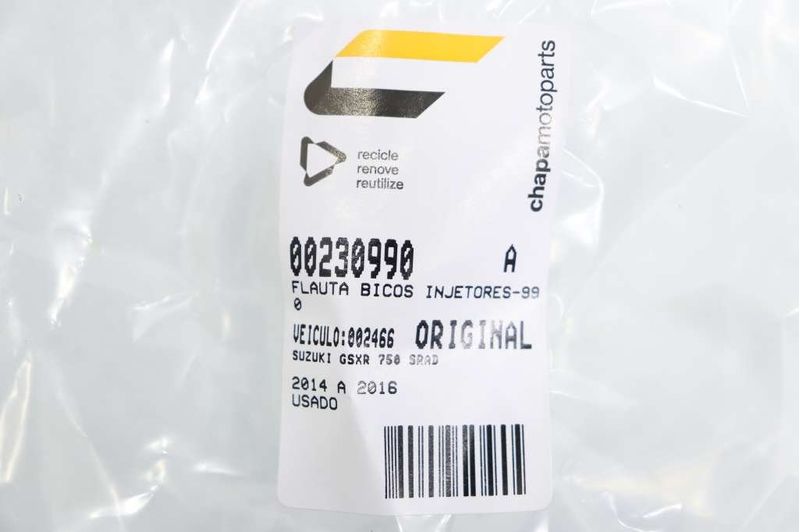 chapamotoparts
recicle
renove
reutilize
00230990 A
FLAUTA BICOS INJETORES-99
0
VEICULO:002466 ORIGINAL
SUZUKI GSXR 750 SRAD
2014 A 2016
USADO